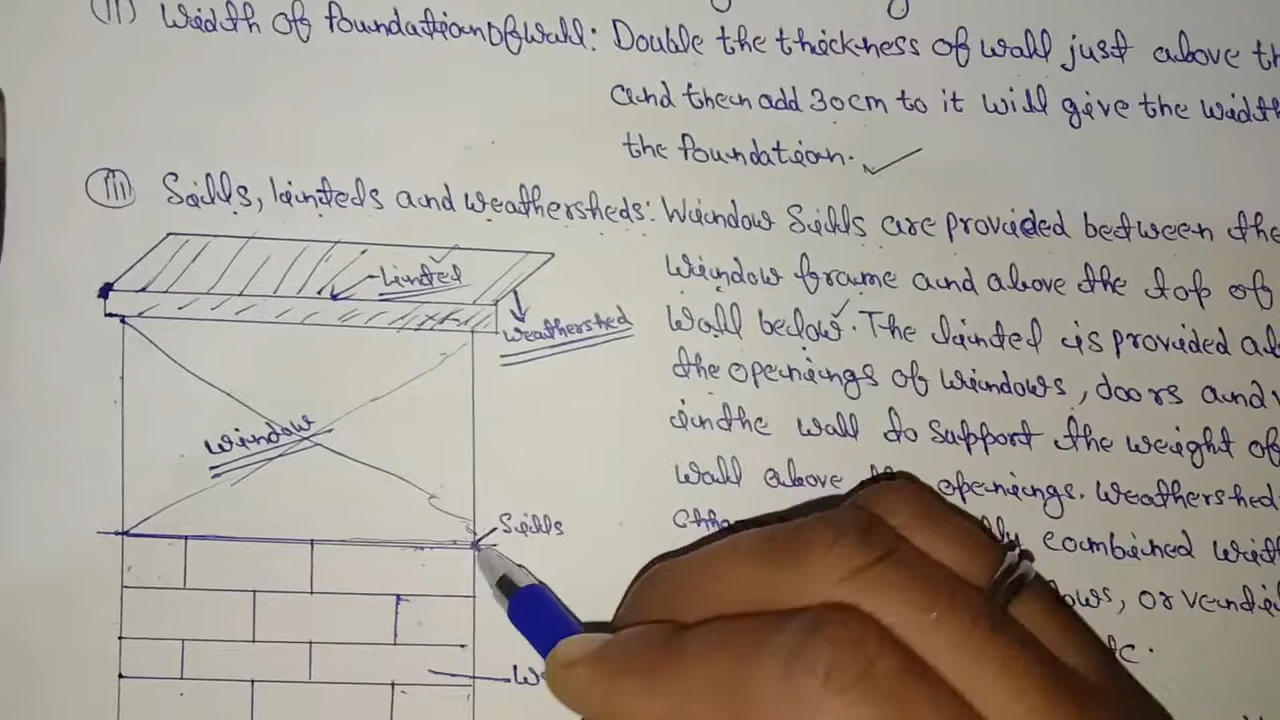 (ii) Width of foundation of wall: Double the thickness of wall just above th
and then add 30cm to it will give the width
the foundation.
(iii) Sills, lintels and weathersheds: Window Sills are provided between the
window frame and above the top of
wall below. The lintel is provided a
the openings of windows, doors and
in the wall to support the weight of
wall above openings. Weathershed
combined with
ows, or ventil
tc.
Lintel
Weathershed
Window
Sills
W